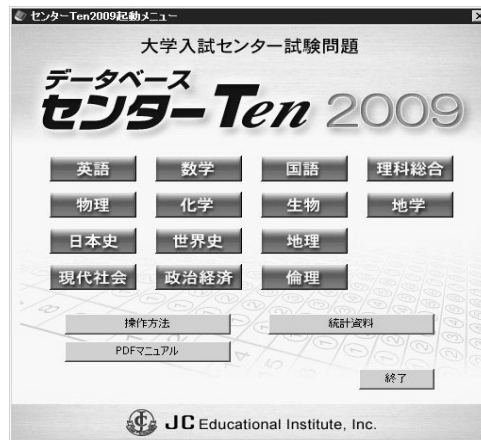 センターTen2009起動メニュー
大学入試センター試験問題
データベース
センターTen 2009
英語 数学 国語 理科総合
物理 化学 生物 地学
日本史 世界史 地理
現代社会 政治経済 倫理
操作方法 統計資料
PDFマニュアル
終了
JC Educational Institute, Inc.